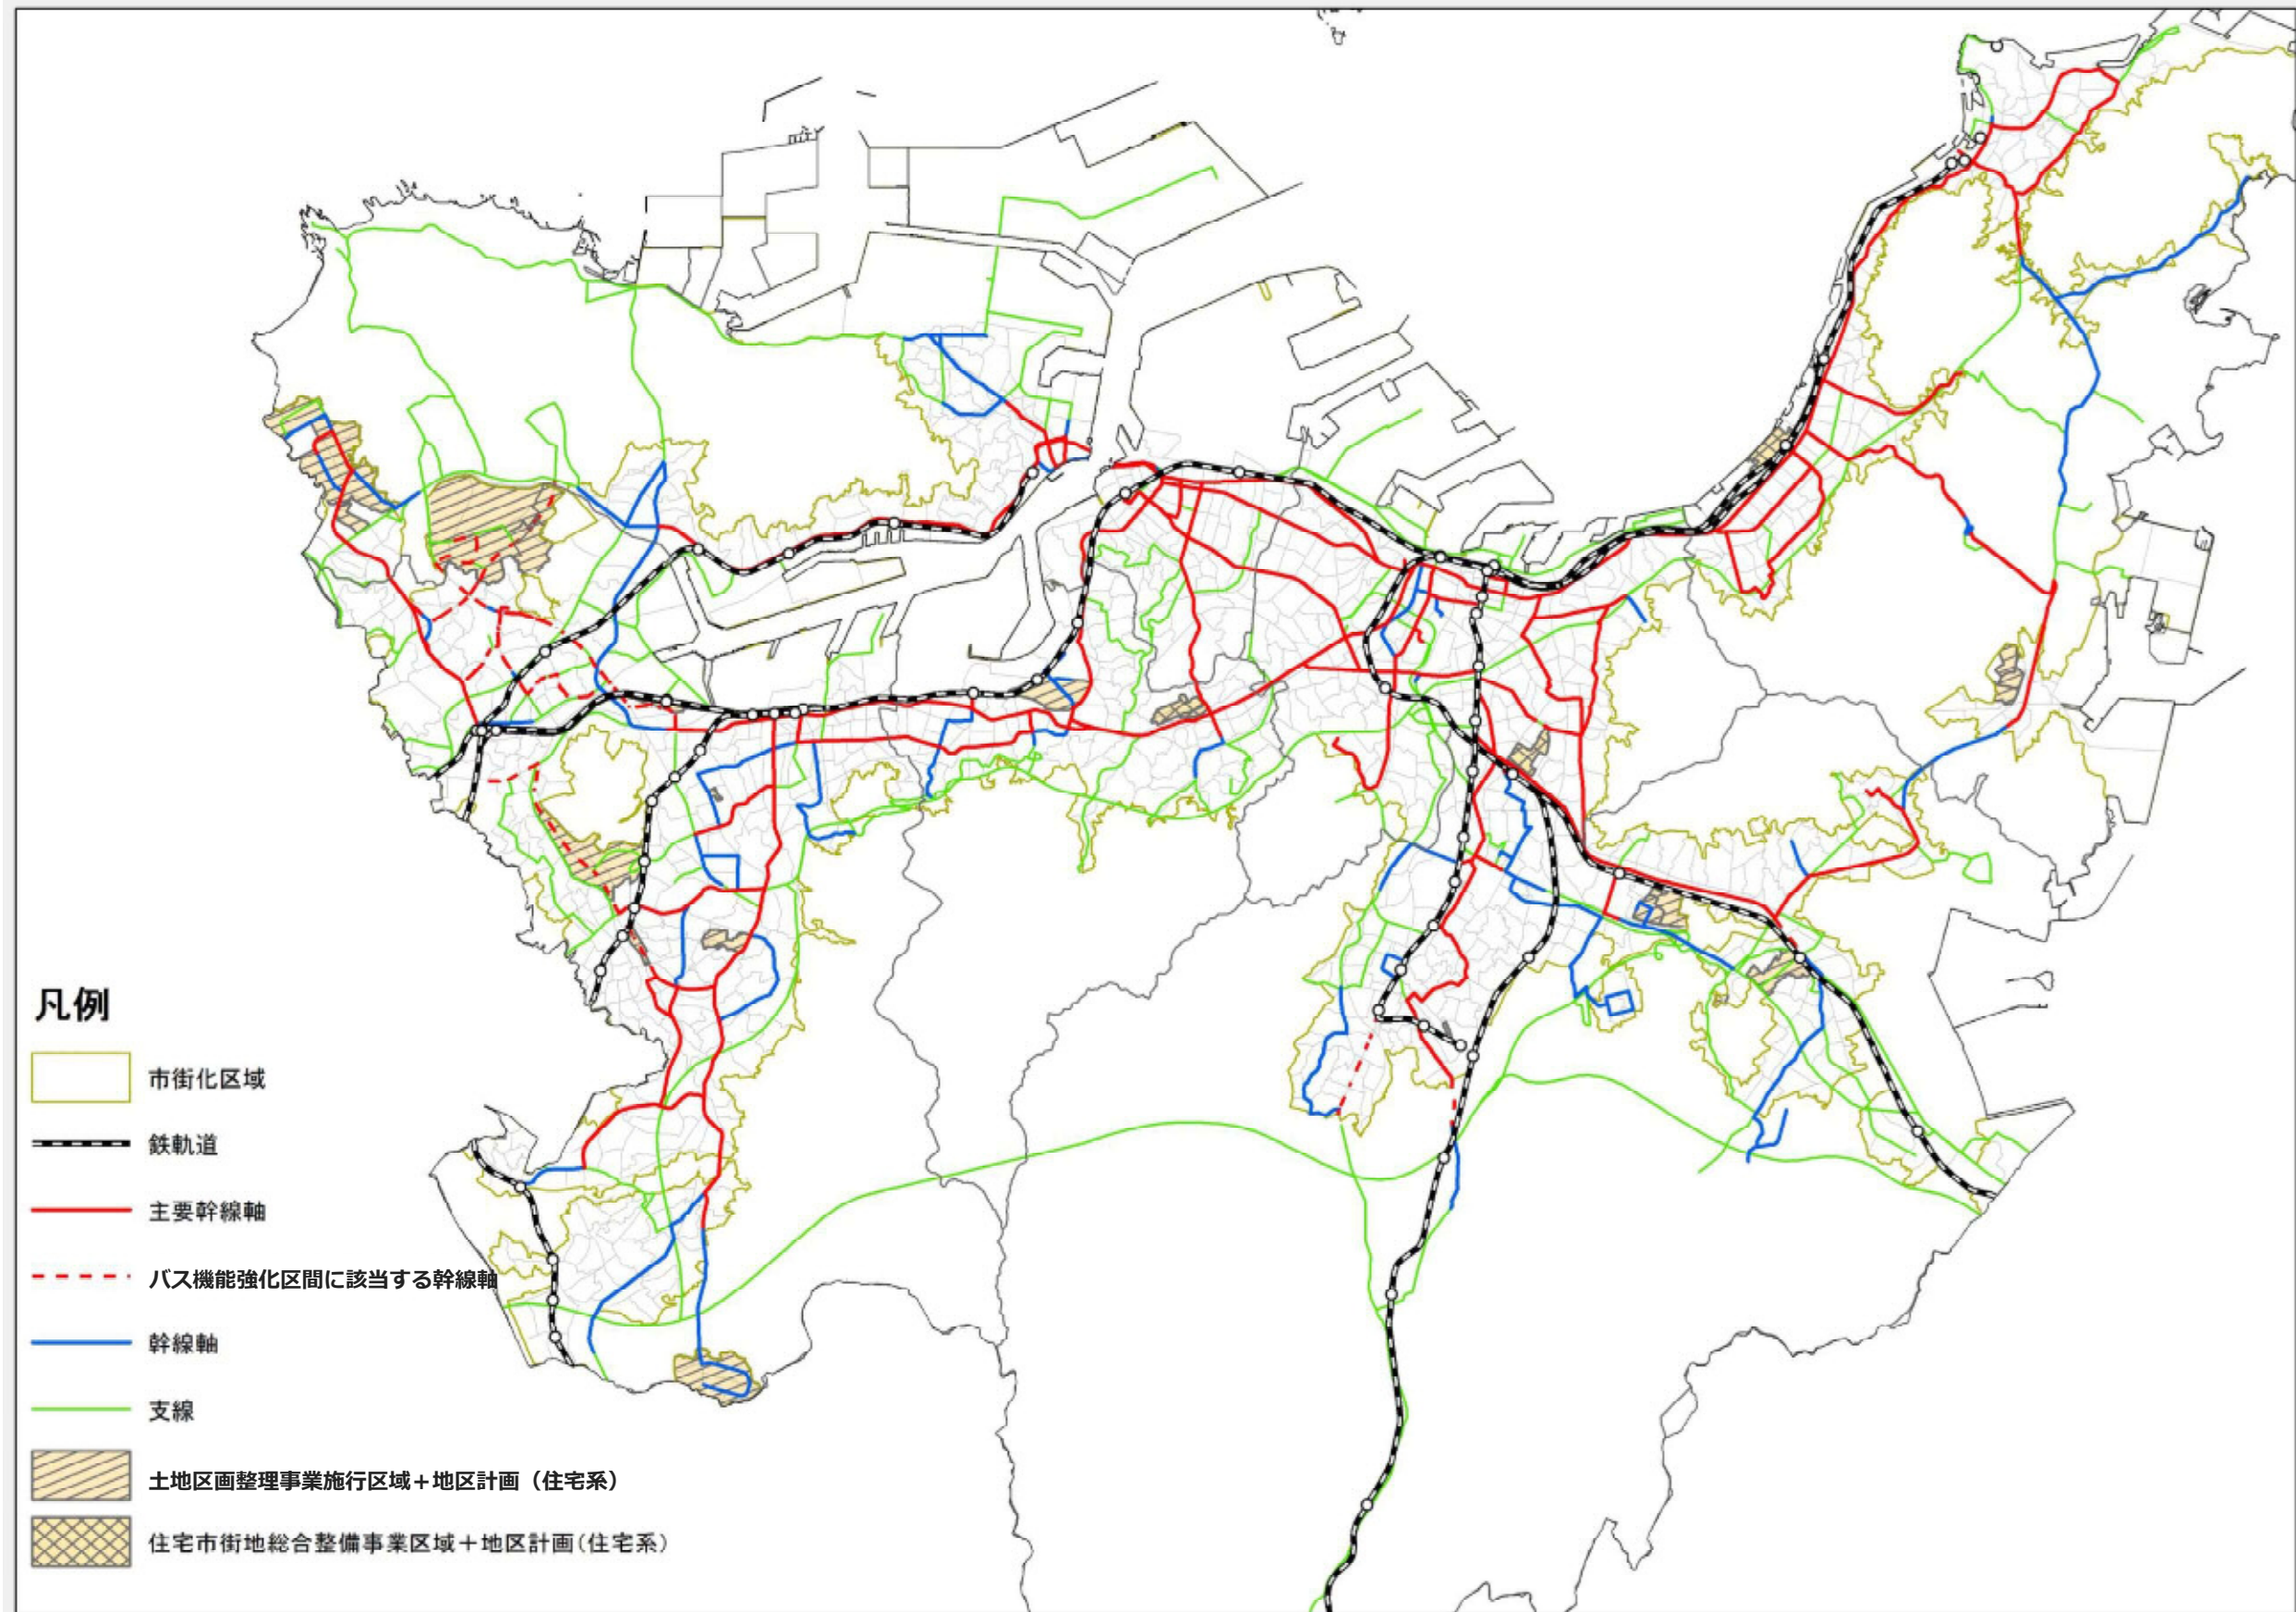 凡例
市街化区域
鉄軌道
主要幹線軸
バス機能強化区間に該当する幹線軸
幹線軸
支線
土地区画整理事業施行区域＋地区計画（住宅系）
住宅市街地総合整備事業区域＋地区計画(住宅系)